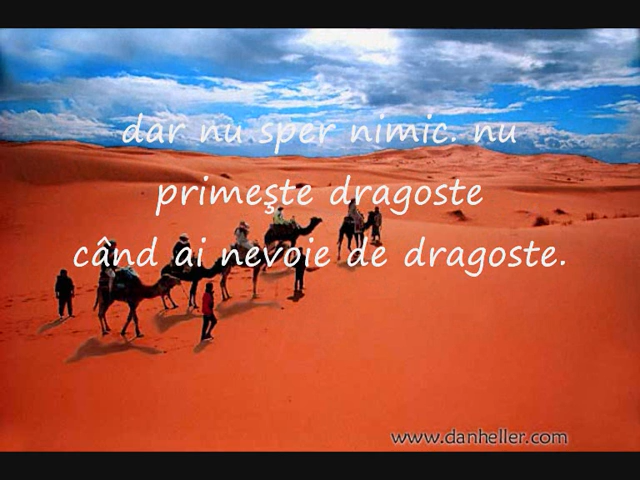 dar nu sper nimic. nu
primeşte dragoste
când ai nevoie de dragoste.
www.danheller.com